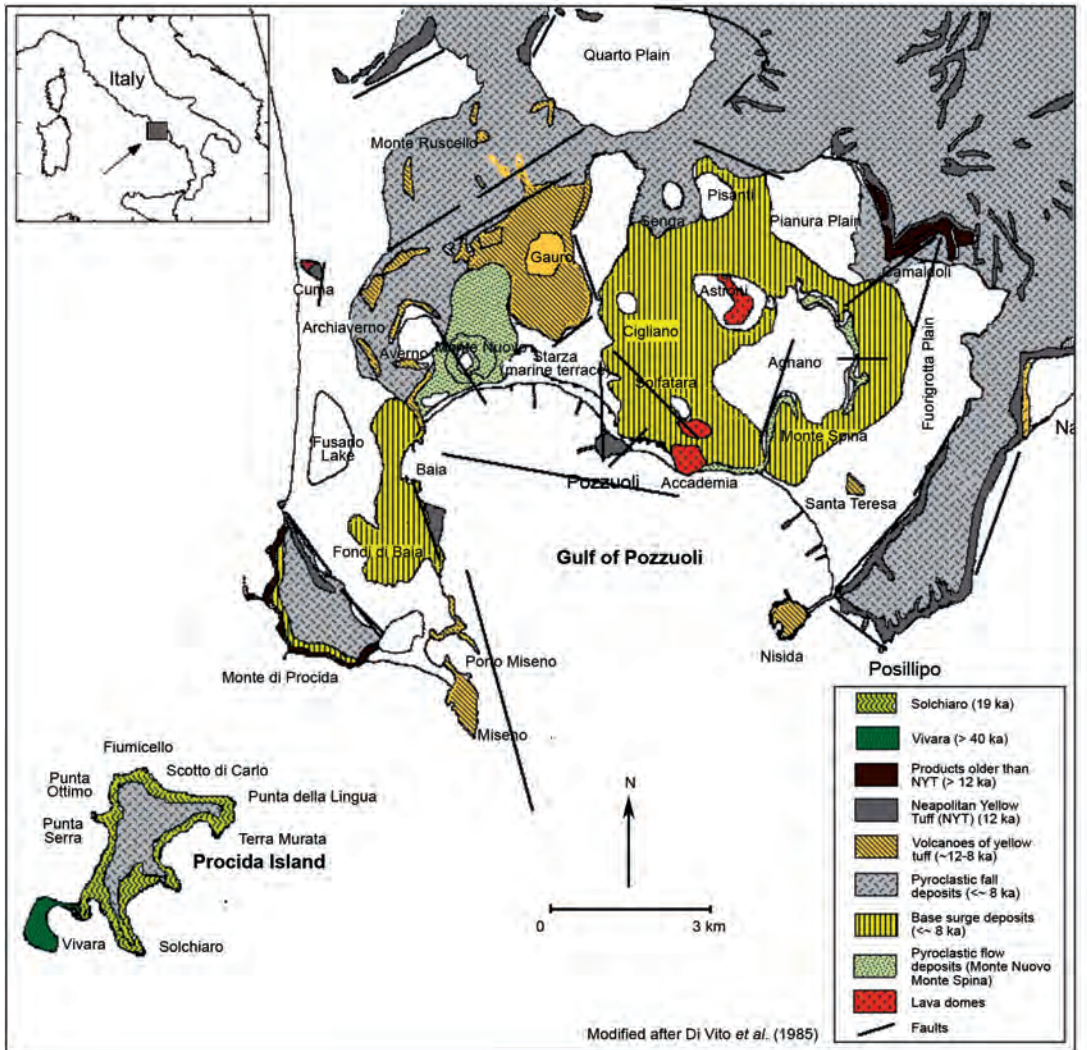 Italy
Quarto Plain
Monte Ruscello
Pisanti
Senga
Pianura Plain
Gauro
Camaldoli
Cuma
Astroni
Archiaverno
Cigliano
Fuorigrotta Plain
Averno
Monte Nuovo
Starza
(marine terrace)
Agnano
Solfatara
Na
Fusaro
Lake
Monte Spina
Baia
Pozzuoli
Accademia
Santa Teresa
Fondi di Baia
Gulf of Pozzuoli
Nisida
Porto Miseno
Posillipo
Monte di Procida
Miseno
Fiumicello
Scotto di Carlo
Punta
Ottimo
Punta della Lingua
Punta
Serra
Terra Murata
Procida Island
Vivara
Solchiaro
N
0
3 km
Solchiaro (19 ka)
Vivara (> 40 ka)
Products older than
NYT (> 12 ka)
Neapolitan Yellow
Tuff (NYT) (12 ka)
Volcanoes of yellow
tuff (~12-8 ka)
Pyroclastic fall
deposits (<~ 8 ka)
Base surge deposits
(<~ 8 ka)
Pyroclastic flow
deposits (Monte Nuovo
Monte Spina)
Lava domes
Faults
Modified after Di Vito et al. (1985)